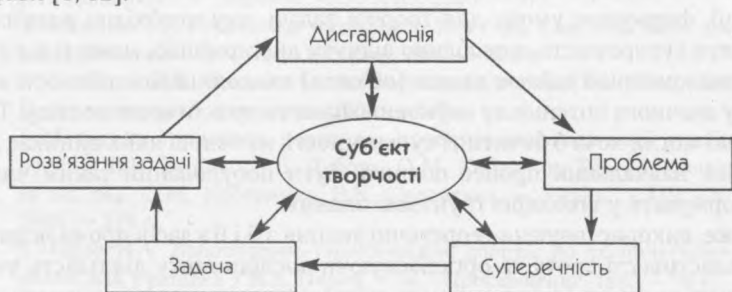 Дисгармонія
Розв'язання задачі
Суб'єкт
творчості
Проблема
Задача
Суперечність